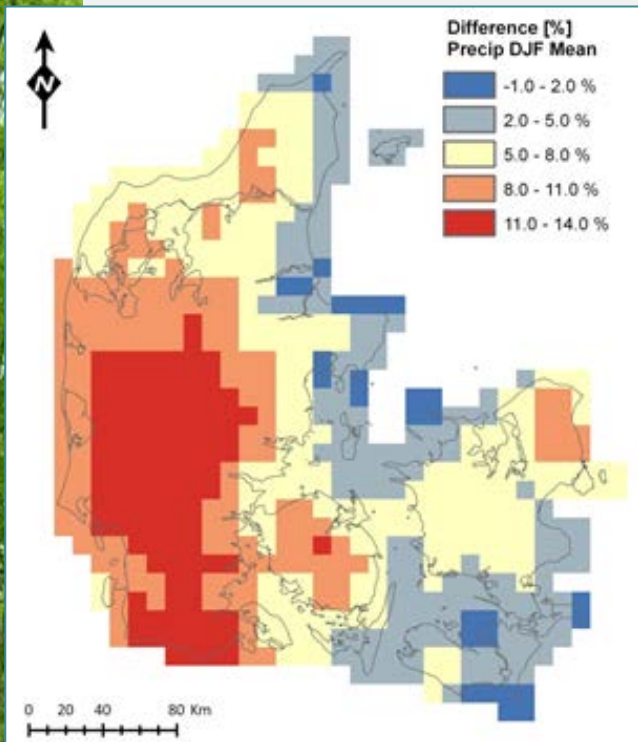 Difference [%]
Precip DJF Mean
N
-1.0 - 2.0 %
2.0 - 5.0 %
5.0 - 8.0 %
8.0 - 11.0 %
11.0 - 14.0 %
0 20 40 80 Km